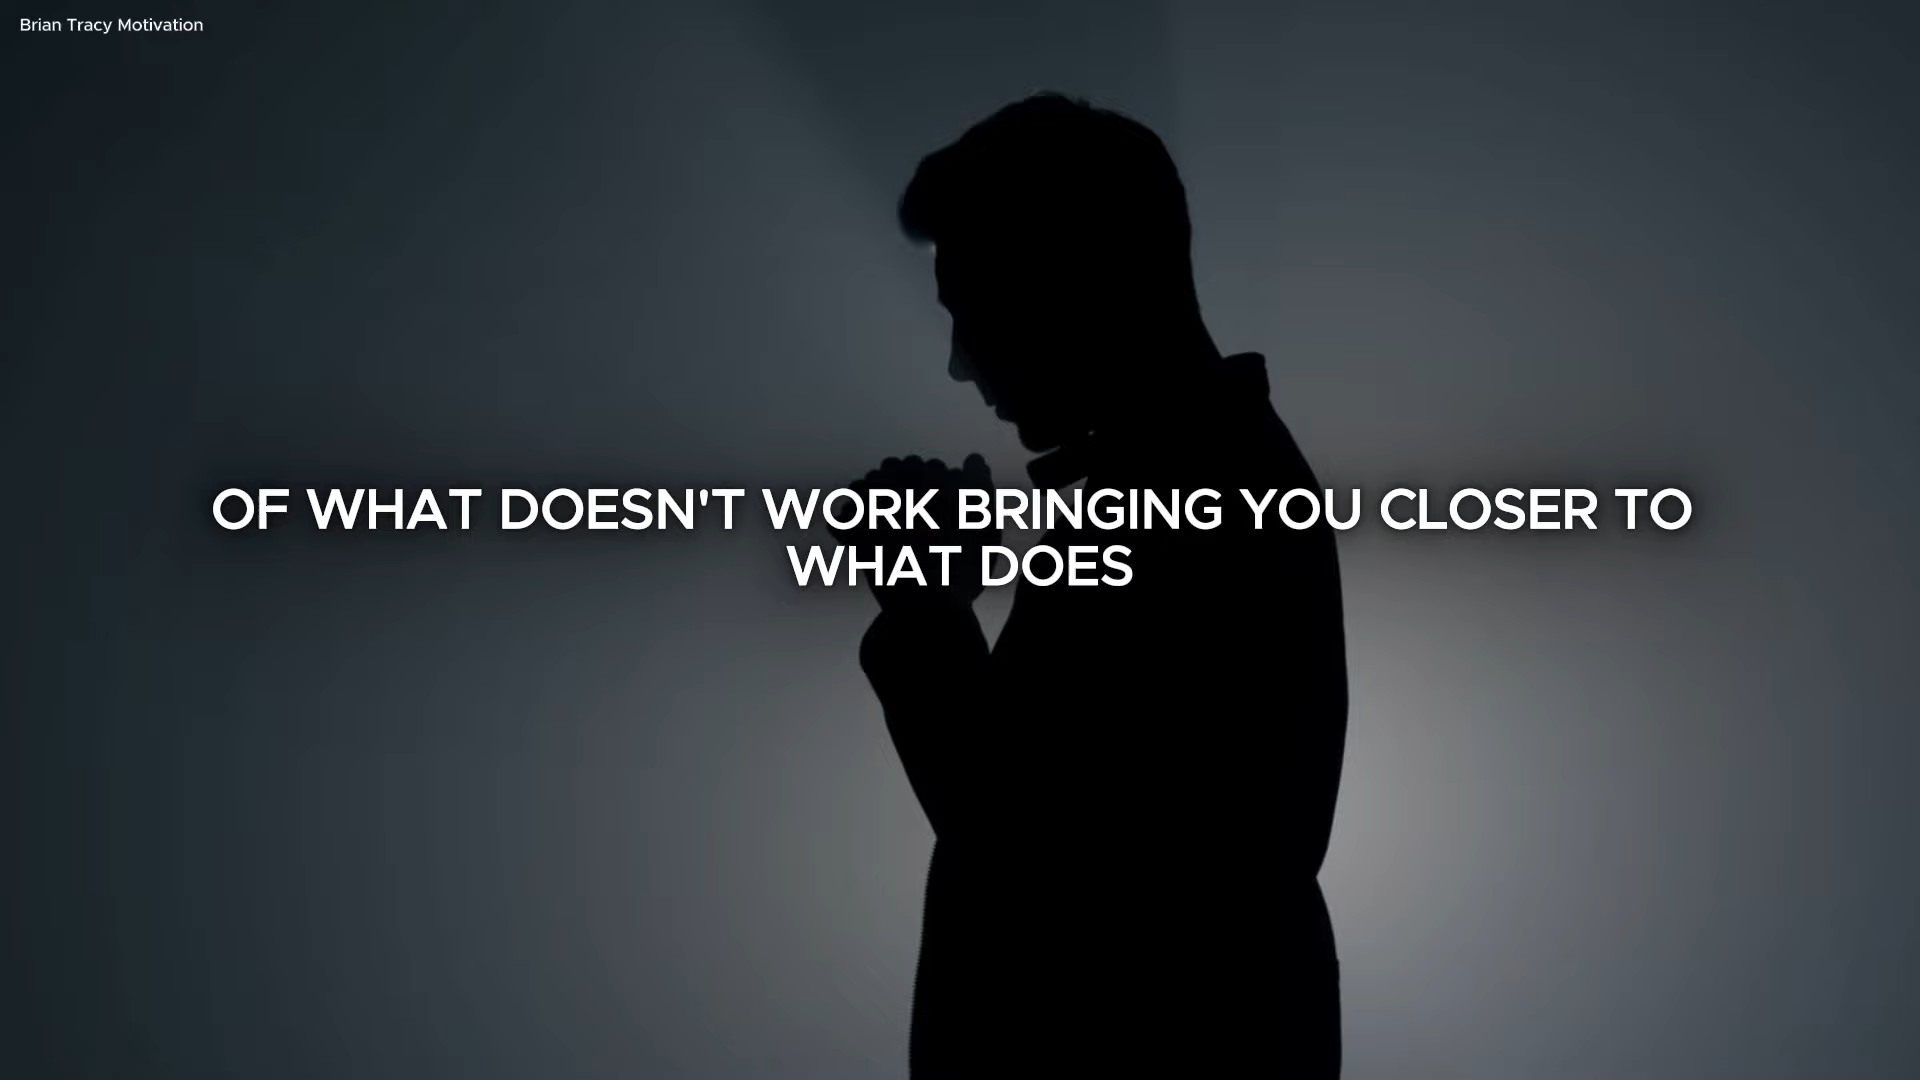 Brian Tracy Motivation
OF WHAT DOESN'T WORK BRINGING YOU CLOSER TO
WHAT DOES